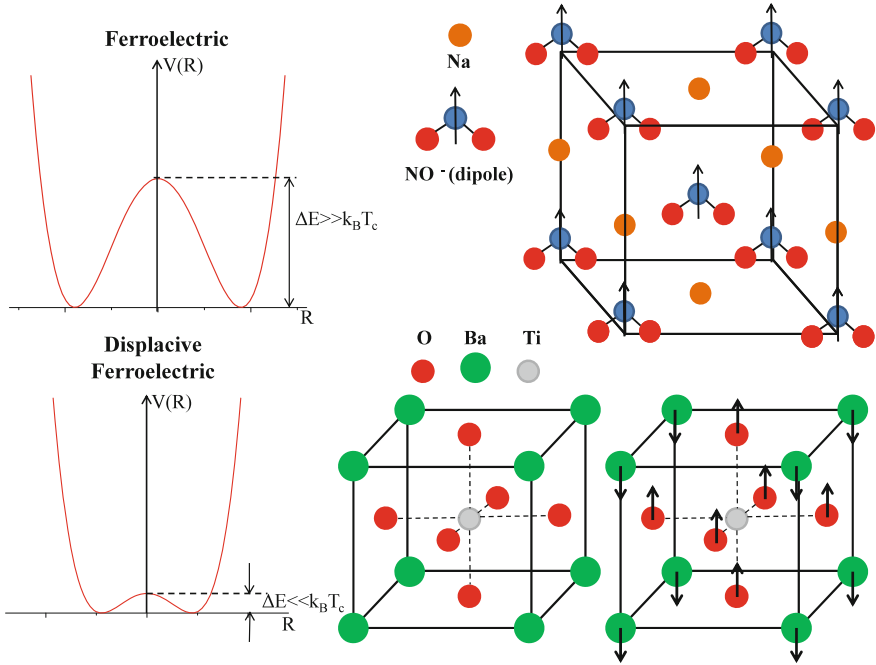 Ferroelectric
V(R)
ΔE>>k_BT_c
R
Na
NO⁻(dipole)
Displacive
Ferroelectric
V(R)
ΔE<<k_BT_c
R
O Ba Ti